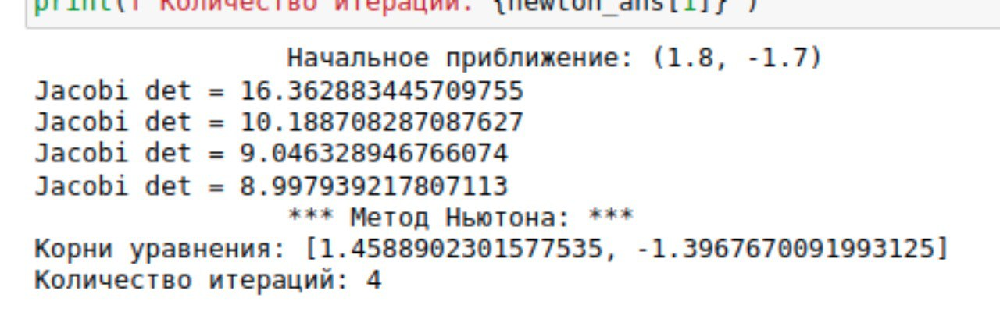 print(f"Количество итераций: {newton_ans[1]}")
Начальное приближение: (1.8, -1.7)
Jacobi det = 16.362883445709755
Jacobi det = 10.188708287087627
Jacobi det = 9.046328946766074
Jacobi det = 8.997939217807113
*** Метод Ньютона: ***
Корни уравнения: [1.4588902301577535, -1.3967670091993125]
Количество итераций: 4